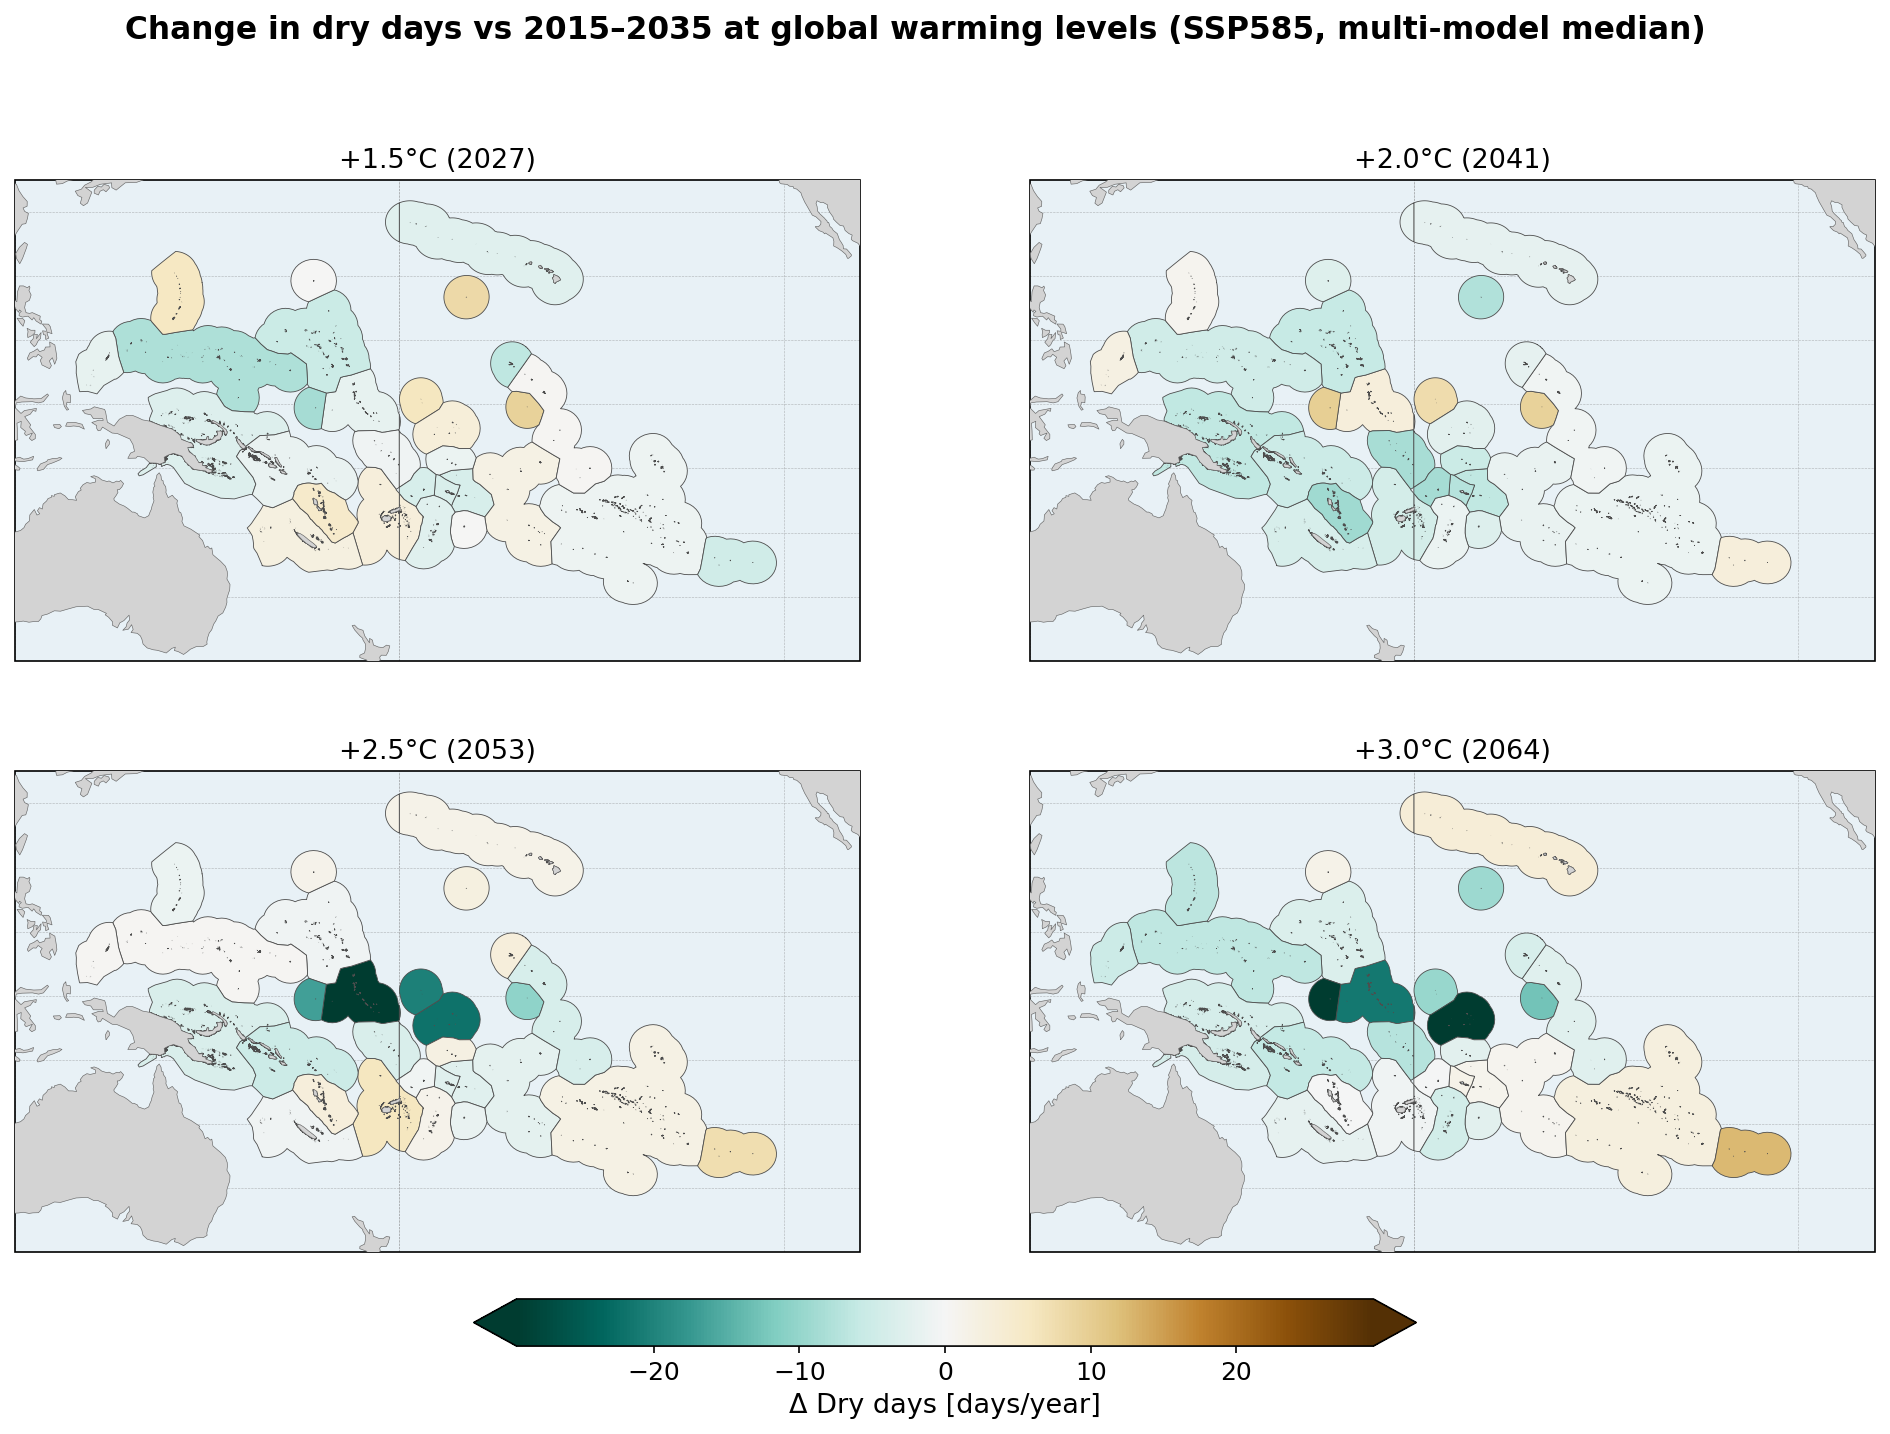 Change in dry days vs 2015–2035 at global warming levels (SSP585, multi-model median)
+1.5°C (2027)
+2.0°C (2041)
+2.5°C (2053)
+3.0°C (2064)
−20 −10 0 10 20
Δ Dry days [days/year]